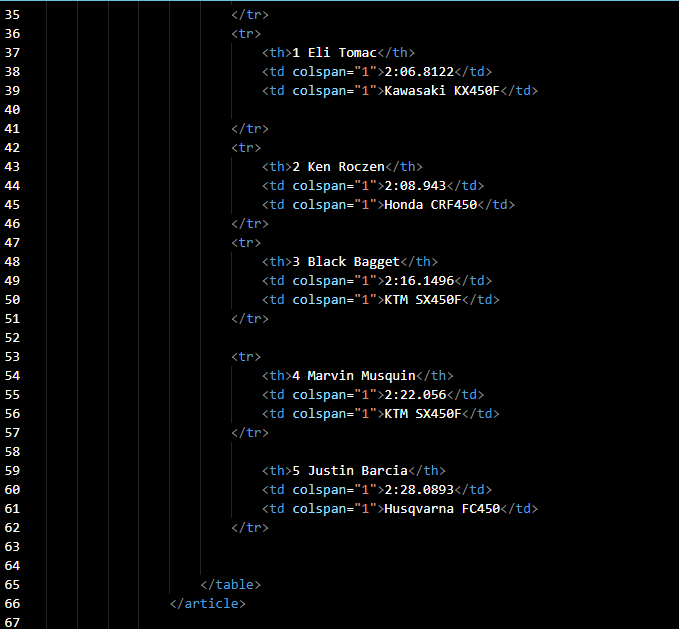 35 </tr>
36 <tr>
37 <th>1 Eli Tomac</th>
38 <td colspan="1">2:06.8122</td>
39 <td colspan="1">Kawasaki KX450F</td>
40
41 </tr>
42 <tr>
43 <th>2 Ken Roczen</th>
44 <td colspan="1">2:08.943</td>
45 <td colspan="1">Honda CRF450</td>
46 </tr>
47 <tr>
48 <th>3 Black Bagget</th>
49 <td colspan="1">2:16.1496</td>
50 <td colspan="1">KTM SX450F</td>
51 </tr>
52
53 <tr>
54 <th>4 Marvin Musquin</th>
55 <td colspan="1">2:22.056</td>
56 <td colspan="1">KTM SX450F</td>
57 </tr>
58
59 <th>5 Justin Barcia</th>
60 <td colspan="1">2:28.0893</td>
61 <td colspan="1">Husqvarna FC450</td>
62 </tr>
63
64
65 </table>
66 </article>
67